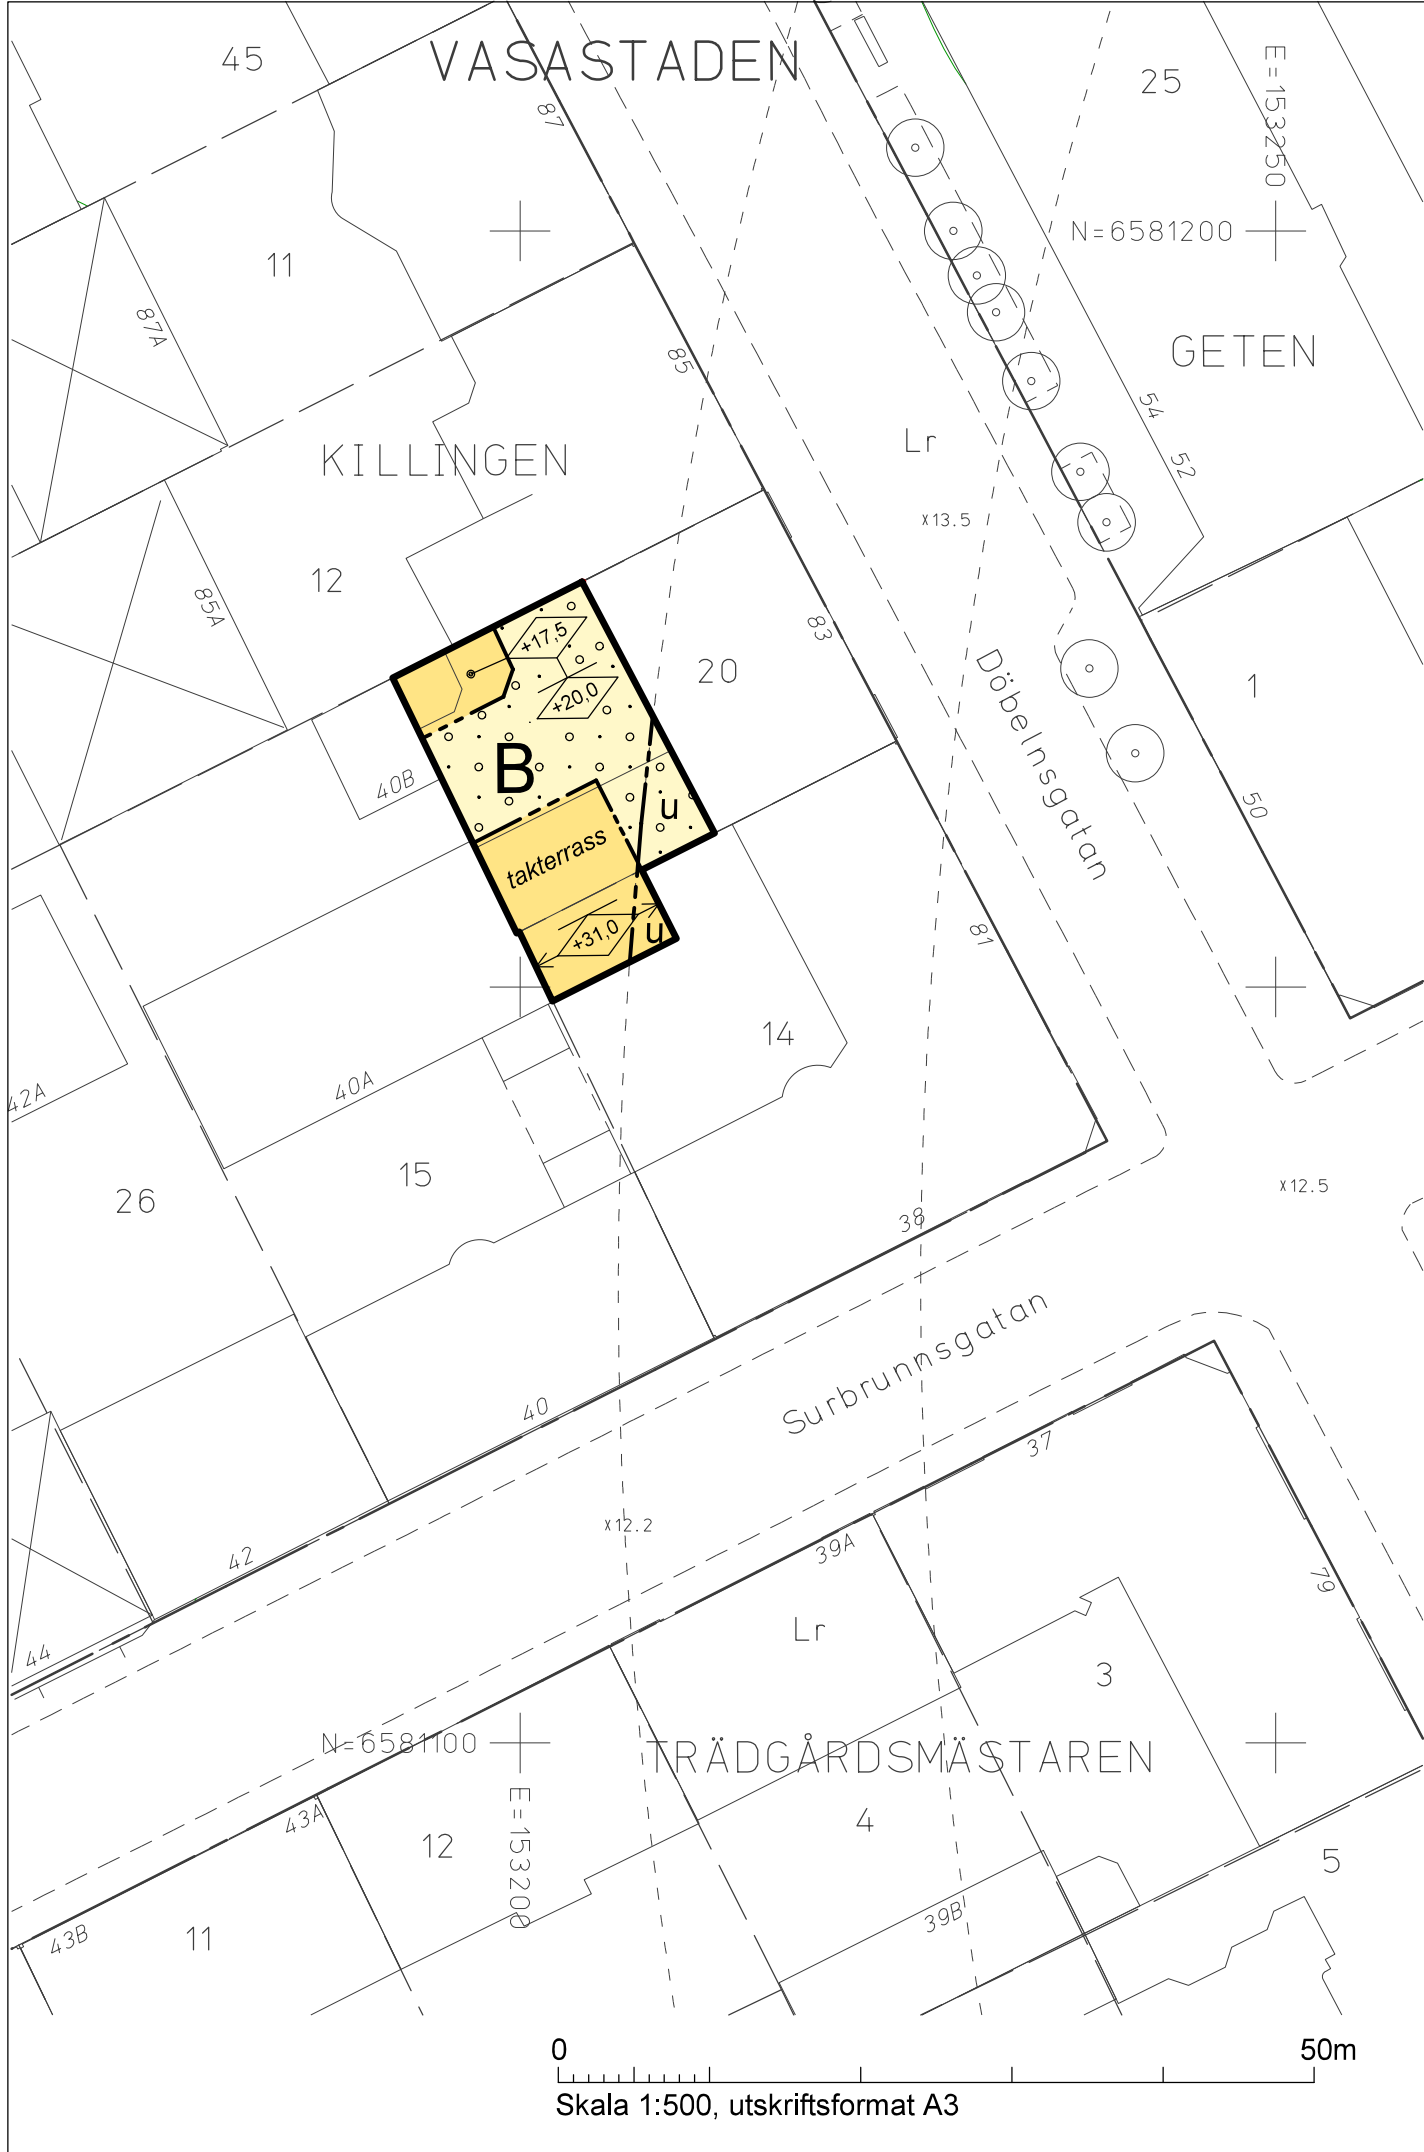 VASASTADEN
45
87
25
E=153250
N=6581200
11
87A
85
GETEN
54
52
Lr
KILLINGEN
x13.5
12
85A
83
+17,5
+20,0
20
1
Döbelnsgatan
40B
B
u
50
takterrass
+31,0
u
81
14
40A
42A
15
26
x12.5
38
Surbrunnsgatan
40
37
x12.2
39A
42
79
44
Lr
3
N=6581100
TRÄDGÅRDSMÄSTAREN
E=153200
43A
12
4
5
39B
43B
11
0 50m
Skala 1:500, utskriftsformat A3